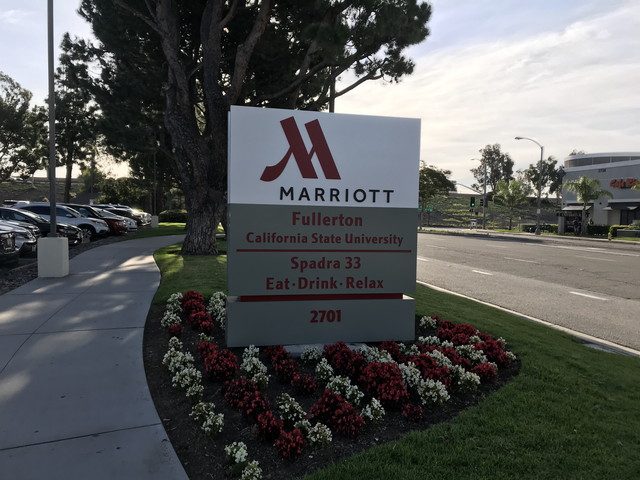 MARRIOTT
Fullerton
California State University
Spadra 33
Eat·Drink·Relax
2701